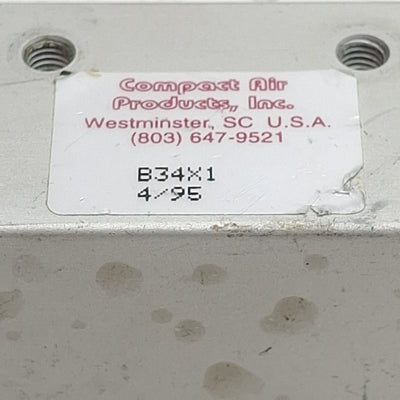 Compact Air
Products, Inc.
Westminster, SC U.S.A.
(803) 647-9521
B34X1
4/95